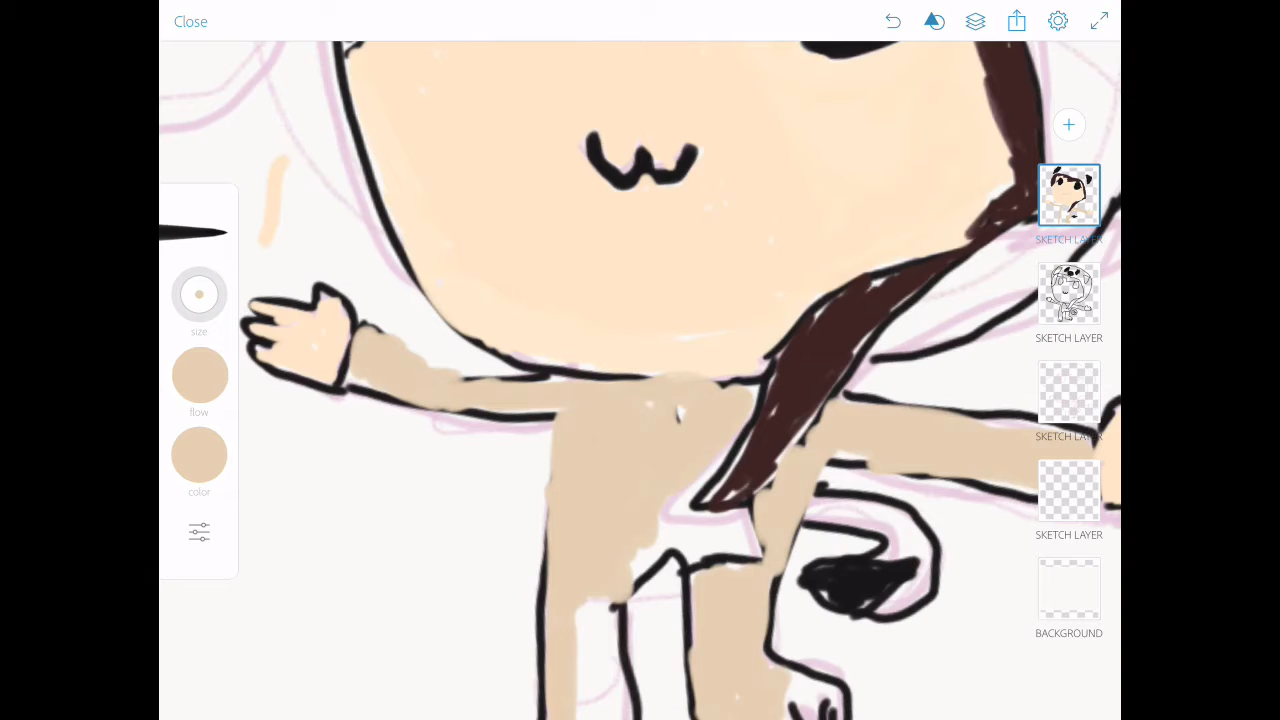 Close
size
flow
color
SKETCH LAYER
SKETCH LAYER
SKETCH LAYER
SKETCH LAYER
BACKGROUND